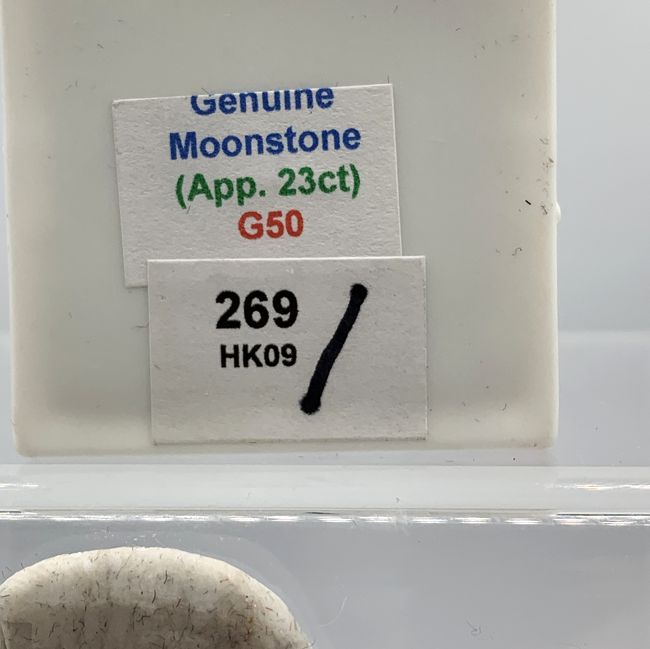 Genuine
Moonstone
(App. 23ct)
G50
269 /
HK09